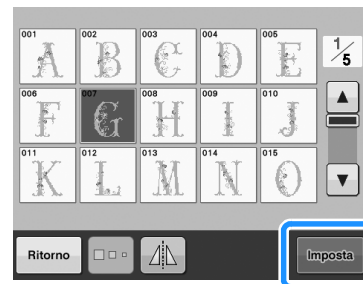 001 002 003 004 005
A B C D E
1/5
006 007 008 009 010
F G H I J
011 012 013 014 015
K L M N O
Ritorno Imposta